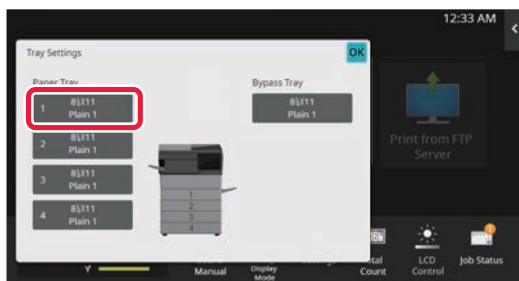 12:33 AM
Tray Settings
OK
Paper Tray
Bypass Tray
1
8½X11
Plain 1
8½X11
Plain 1
2
8½X11
Plain 1
3
8½X11
Plain 1
4
8½X11
Plain 1
1
2
3
4
Print from FTP
Server
Y
Manual
Display
Mode
Count
LCD
Control
Job Status